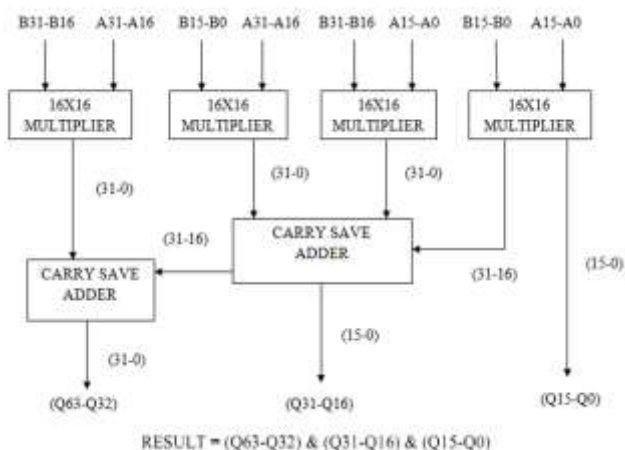 B31-B16 A31-A16 B15-B0 A31-A16 B31-B16 A15-A0 B15-B0 A15-A0
16X16 MULTIPLIER
16X16 MULTIPLIER
16X16 MULTIPLIER
16X16 MULTIPLIER
(31-0)
(31-0)
(31-0)
CARRY SAVE ADDER
(31-16)
(31-16)
(15-0)
CARRY SAVE ADDER
(31-0)
(15-0)
(Q63-Q32)
(Q31-Q16)
(Q15-Q0)
RESULT = (Q63-Q32) & (Q31-Q16) & (Q15-Q0)